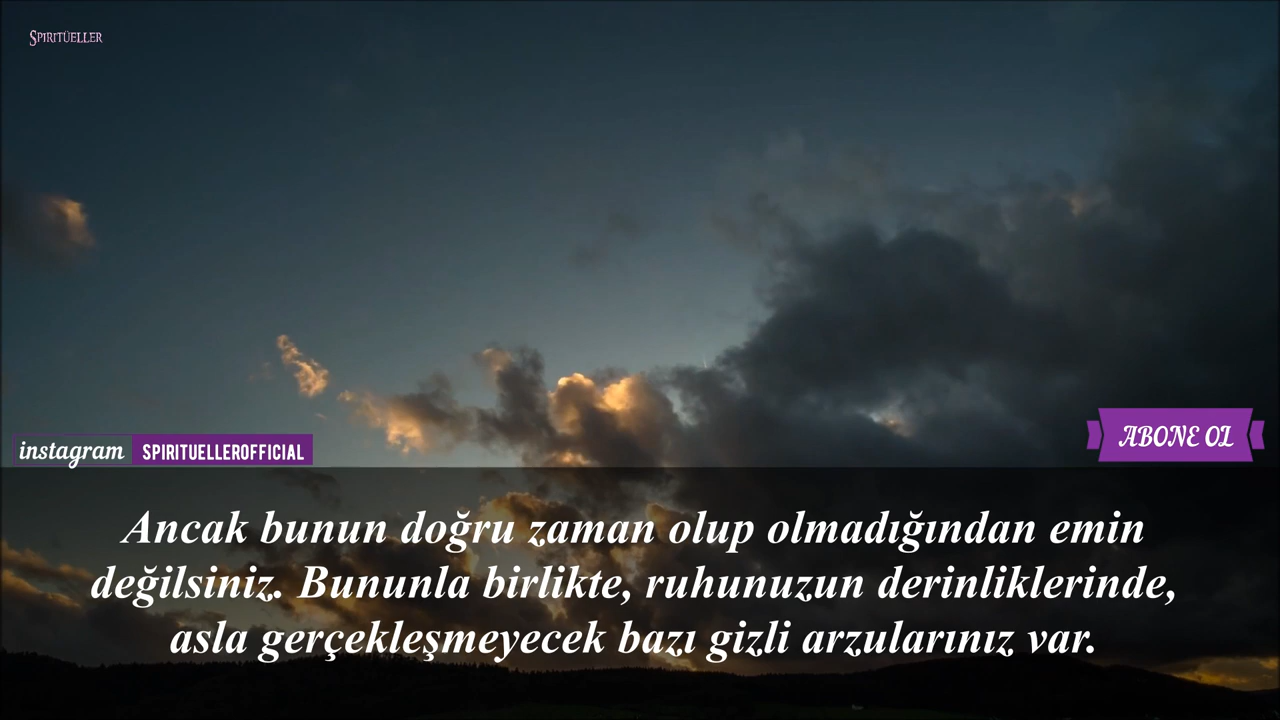 SPIRITÜELLER
instagram SPIRITUELLEROFFICIAL
ABONE OL
Ancak bunun doğru zaman olup olmadığından emin
değilsiniz. Bununla birlikte, ruhunuzun derinliklerinde,
asla gerçekleşmeyecek bazı gizli arzularınız var.